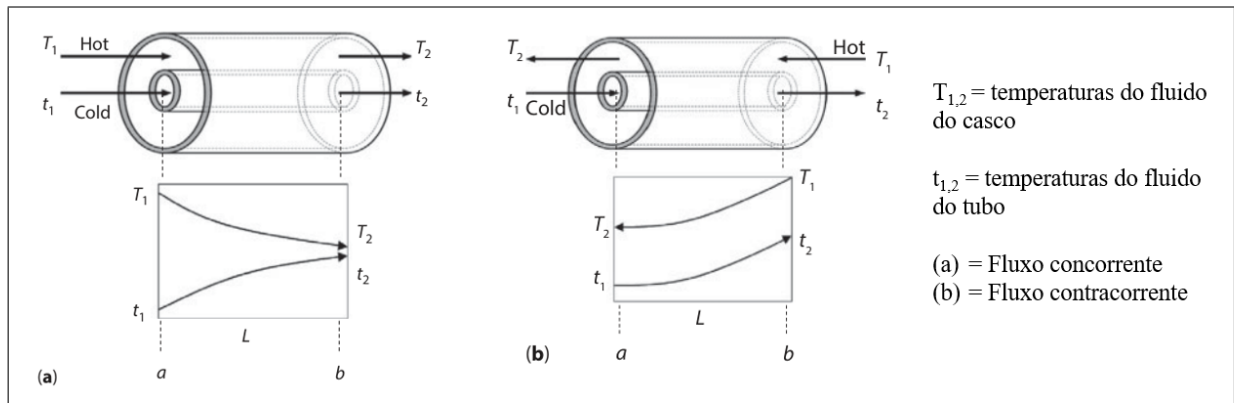 T₁ Hot T₂
t₁ Cold t₂
T₁
T₂
t₂
t₁
L
(a) a b
T₂ Hot T₁
t₁ Cold t₂
T₁
T₂
t₂
t₁
L
(b) a b
T₁,₂ = temperaturas do fluido
do casco
t₁,₂ = temperaturas do fluido
do tubo
(a) = Fluxo concorrente
(b) = Fluxo contracorrente